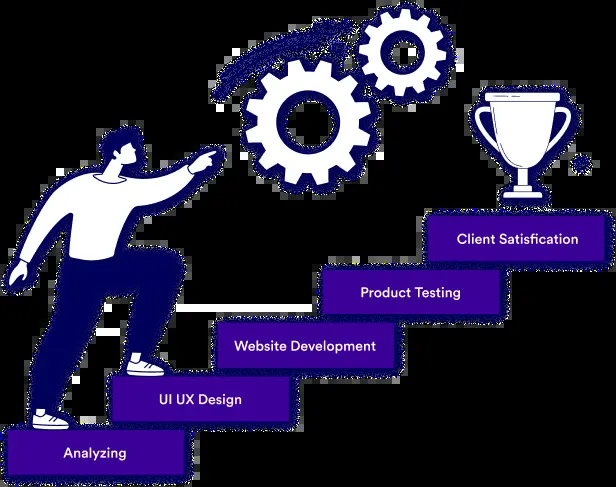 Client Satisfication
Product Testing
Website Development
UI UX Design
Analyzing